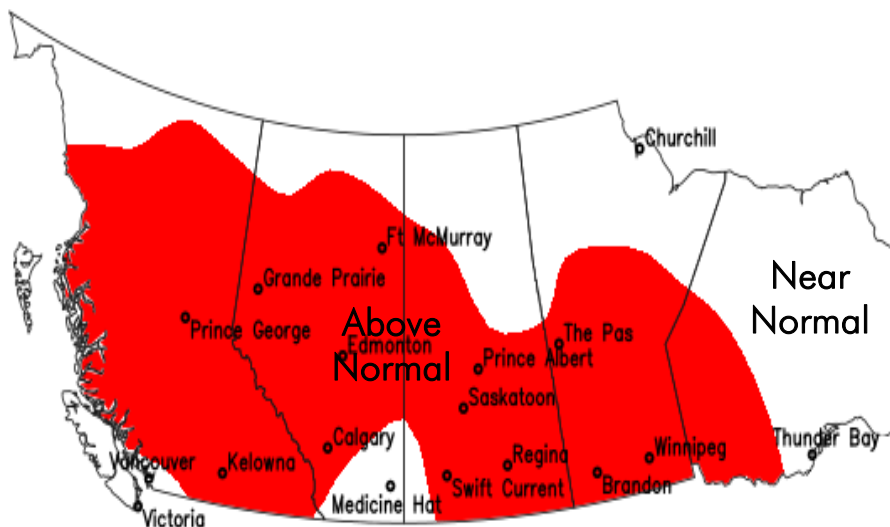 Churchill
Ft McMurray
Grande Prairie
Near
Normal
Prince George
Above
Normal
Edmonton
The Pas
Prince Albert
Saskatoon
Calgary
Thunder Bay
Vancouver
Kelowna
Regina
Winnipeg
Medicine Hat
Swift Current
Brandon
Victoria